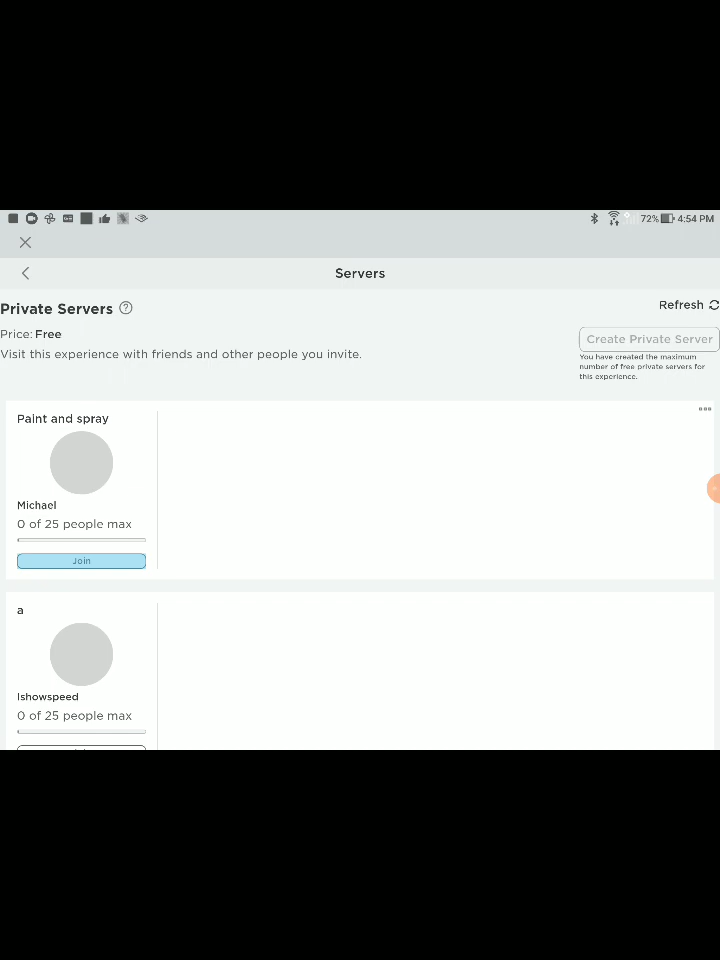 72% 4:54 PM
Servers
Private Servers ?
Refresh
Price: Free
Create Private Server
Visit this experience with friends and other people you invite.
You have created the maximum
number of free private servers for
this experience.
Paint and spray
Michael
0 of 25 people max
Join
a
Ishowspeed
0 of 25 people max